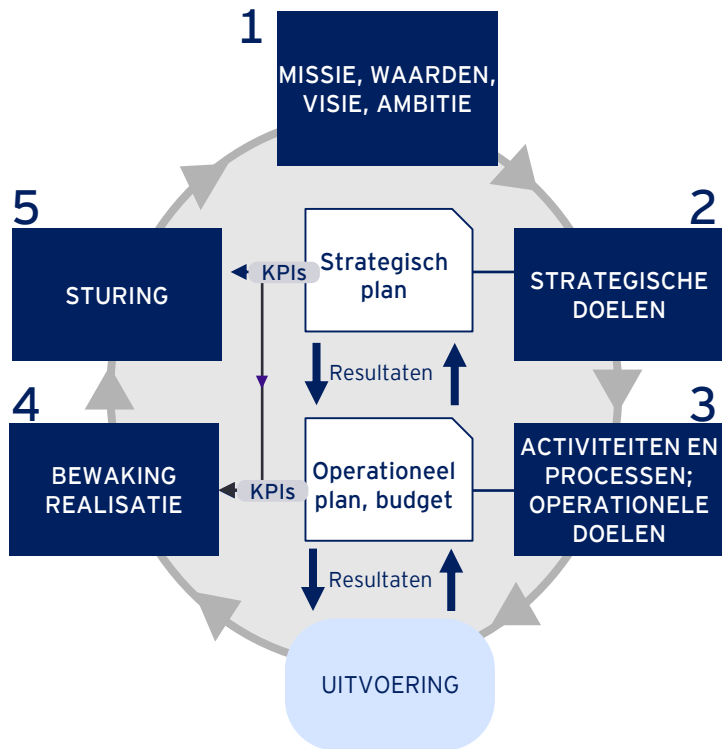 1
MISSIE, WAARDEN,
VISIE, AMBITIE
5
STURING
KPIs
Strategisch
plan
2
STRATEGISCHE
DOELEN
Resultaten
4
BEWAKING
REALISATIE
KPIs
Operationeel
plan, budget
3
ACTIVITEITEN EN
PROCESSEN;
OPERATIONELE
DOELEN
Resultaten
UITVOERING